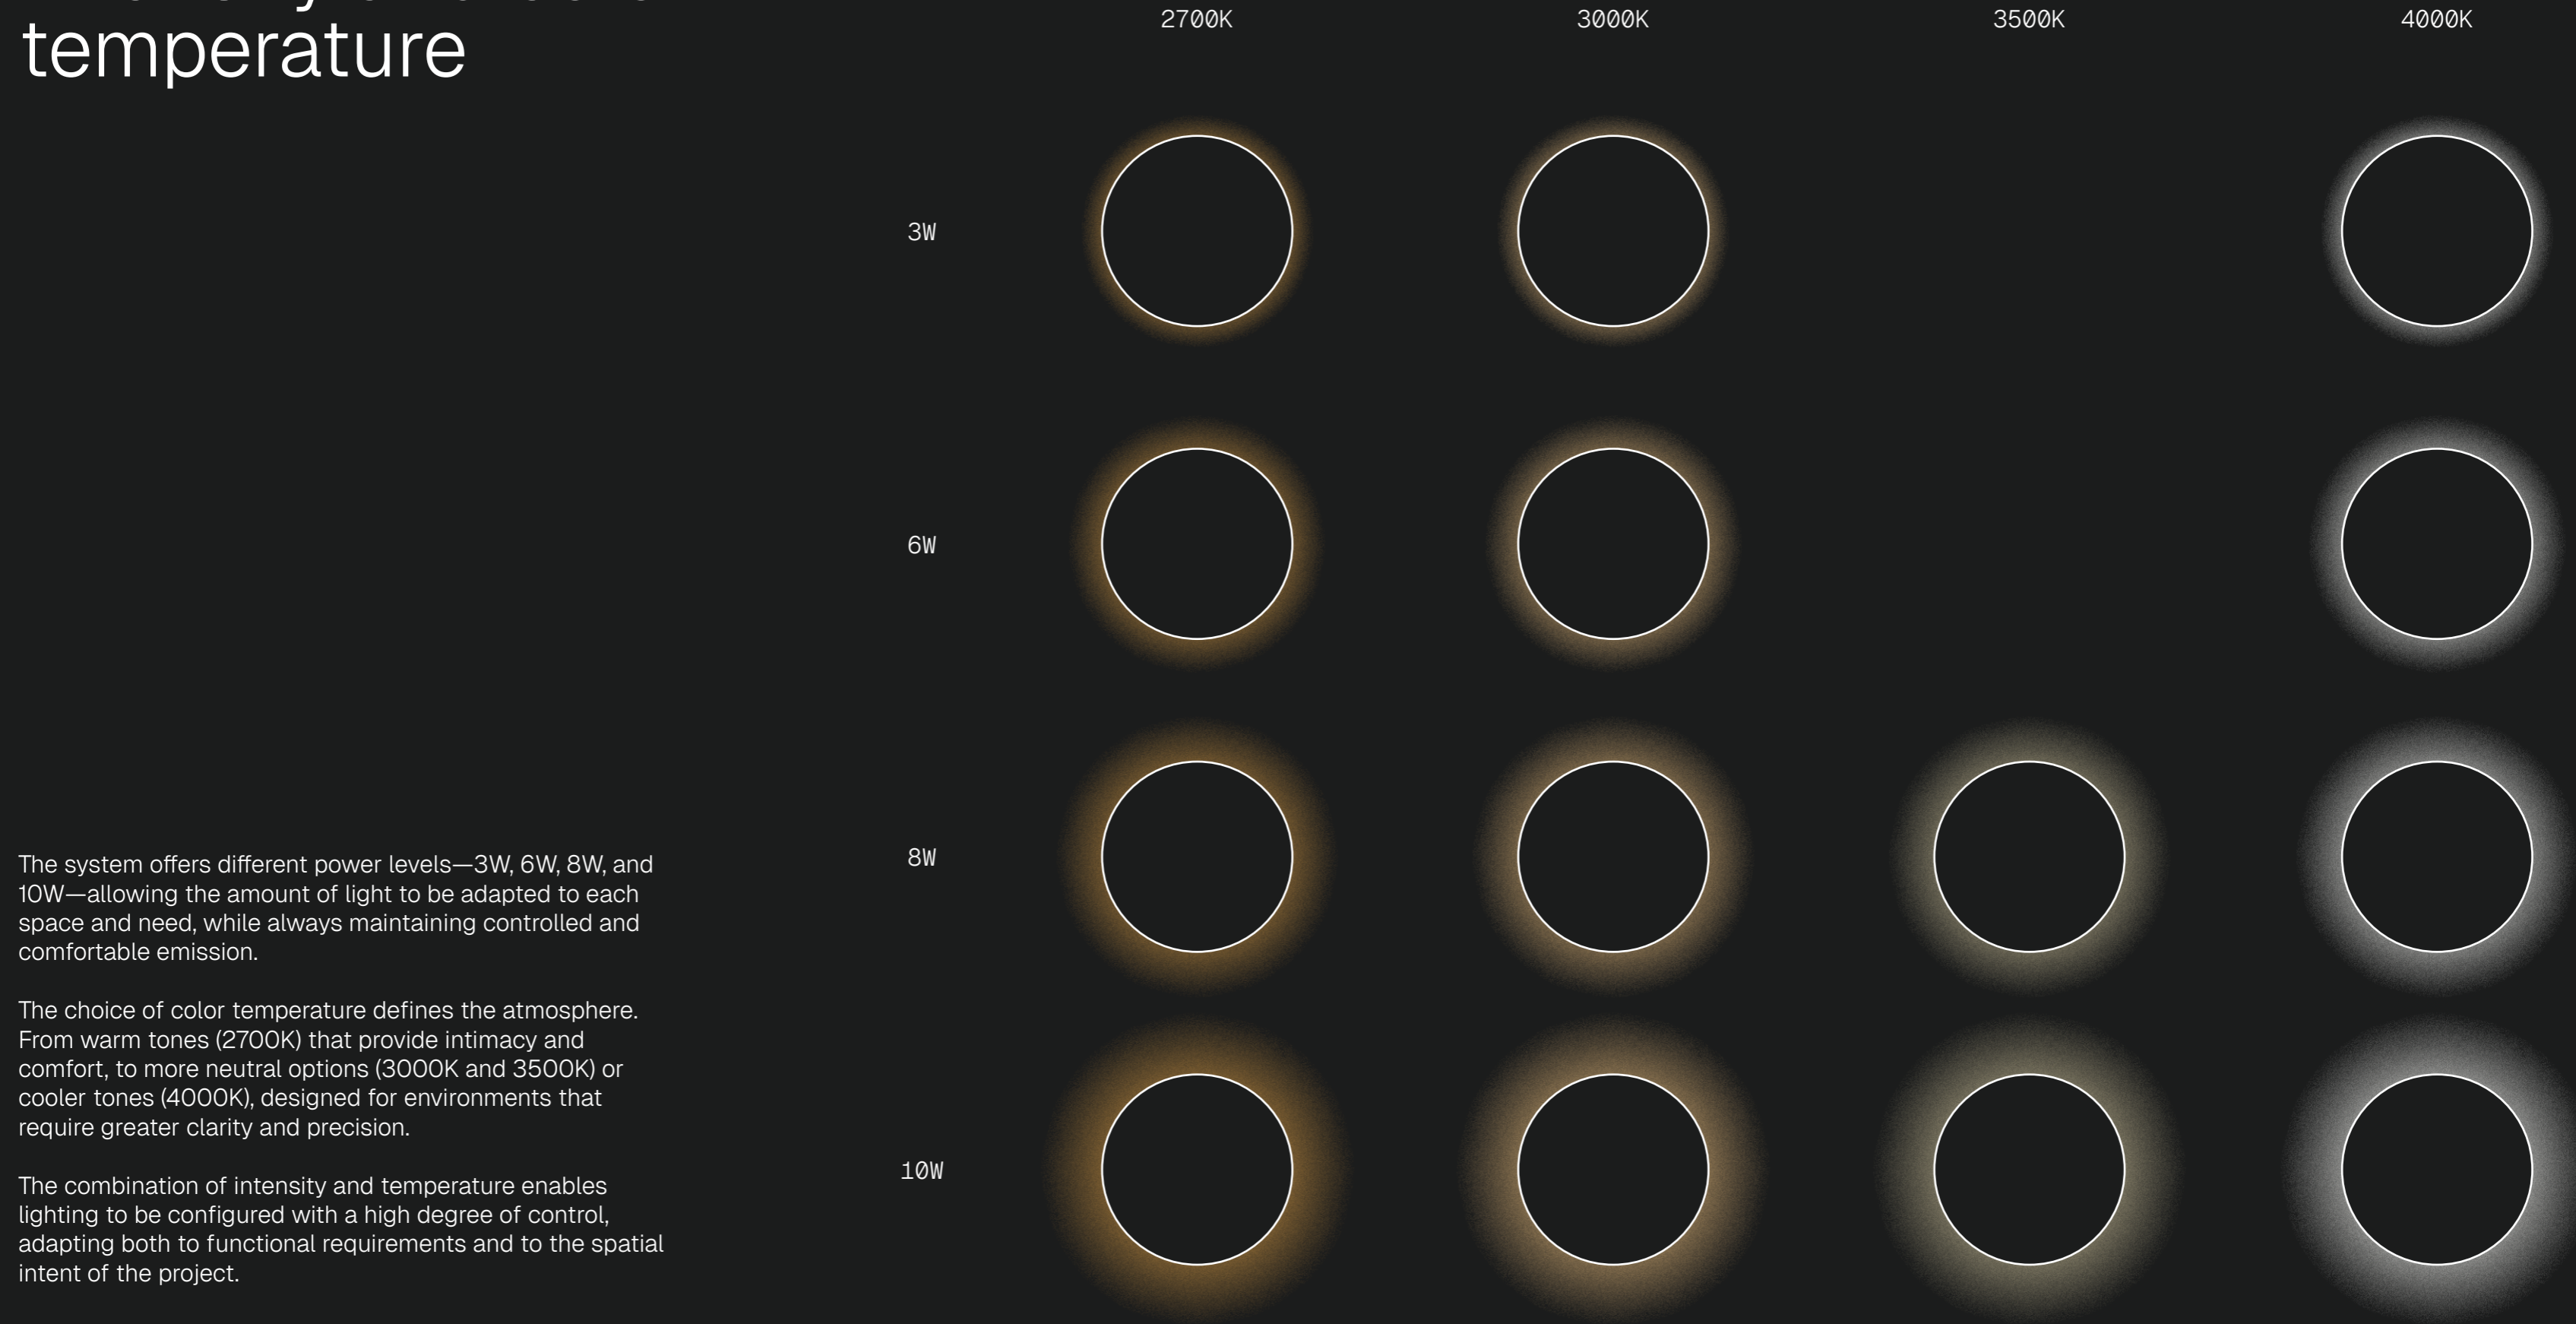 temperature
2700K
3000K
3500K
4000K
3W
6W
8W
10W
The system offers different power levels—3W, 6W, 8W, and
10W—allowing the amount of light to be adapted to each
space and need, while always maintaining controlled and
comfortable emission.
The choice of color temperature defines the atmosphere.
From warm tones (2700K) that provide intimacy and
comfort, to more neutral options (3000K and 3500K) or
cooler tones (4000K), designed for environments that
require greater clarity and precision.
The combination of intensity and temperature enables
lighting to be configured with a high degree of control,
adapting both to functional requirements and to the spatial
intent of the project.